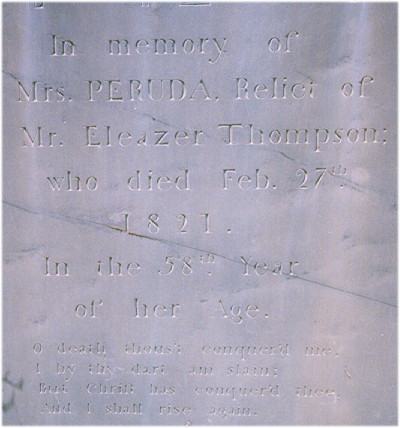 In memory of
Mrs. PERUDA, Relict of
Mr. Eleazer Thompson;
who died Feb. 27th.
1821.
In the 58th. Year
of her Age.
O death thous't conquer'd me,
I by thy dart am slain;
But Christ has conquer'd thee,
And I shall rise again.